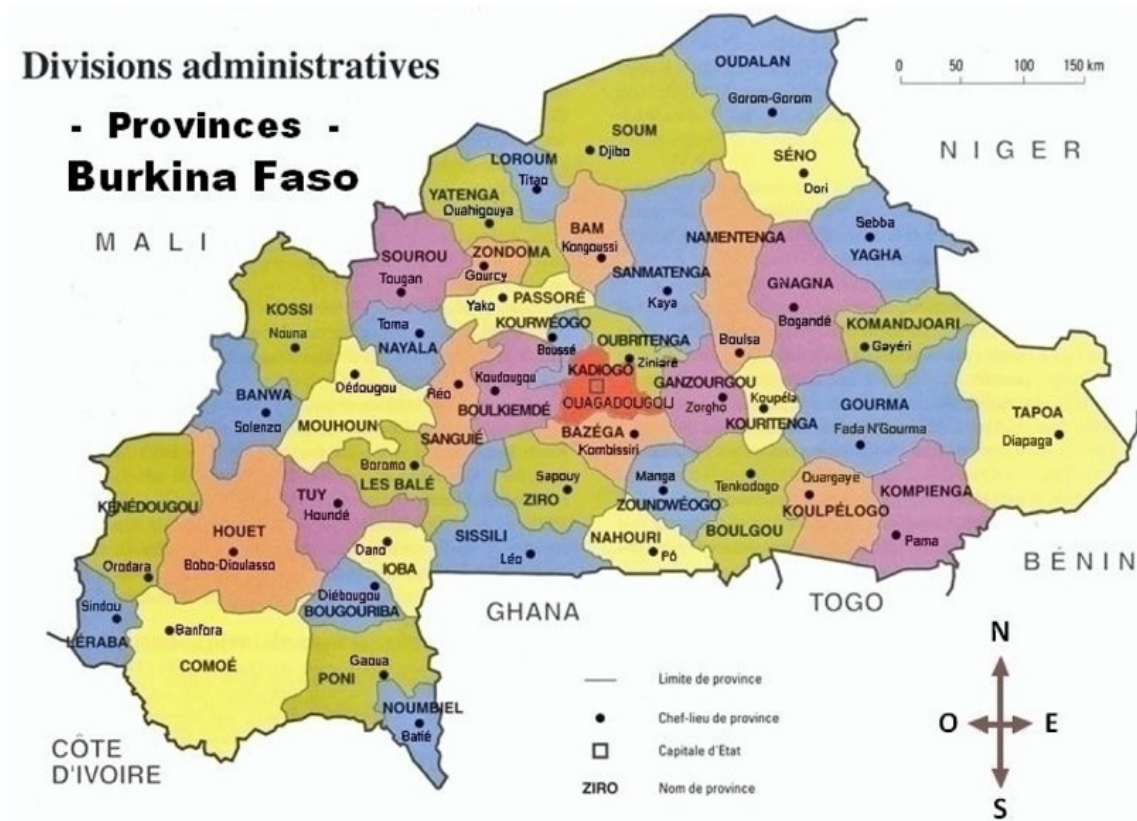 Divisions administratives
- Provinces -
Burkina Faso
0 50 100 150 km
MALI
NIGER
BÉNIN
TOGO
GHANA
CÔTE
D'IVOIRE
OUDALAN
Gorom-Gorom
SOUM
Djibo
LOROUM
Titao
SÉNO
Dori
YATENGA
Ouahigouya
Sebba
YAGHA
BAM
Kongoussi
NAMENTENGA
Boulsa
SOUROU
Tougan
ZONDOMA
Gourcy
SANMATENGA
Kaya
GNAGNA
Bogandé
PASSORÉ
Yako
KOSSI
Nouna
KOURWÉOGO
Boussé
Toma
NAYALA
OUBRITENGA
Ziniaré
KOMANDJOARI
Gayéri
KADIOGO
OUAGADOUGOU
Dédougou
MOUHOUN
Réo
SANGUIÉ
Koudougou
BOULKIEMDÉ
GANZOURGOU
Zorgho
Koupéla
KOURITENGA
BANWA
Solenzo
GOURMA
Fada N'Gourma
TAPOA
Diapaga
BAZÉGA
Kombissiri
Boromo
LES BALÉ
Sapouy
ZIRO
Manga
ZOUNDWÉOGO
Tenkodogo
BOULGOU
Ouargaye
KOULPÉLOGO
KOMPIENGA
Pama
KÉNÉDOUGOU
Orodara
TUY
Houndé
HOUET
Bobo-Dioulasso
SISSILI
Léo
NAHOURI
Pô
Dano
IOBA
Diébougou
BOUGOURIBA
Sindou
LÉRABA
Banfora
COMOÉ
Gaoua
PONI
NOUMBIEL
Batié
Limite de province
Chef-lieu de province
Capitale d'Etat
ZIRO Nom de province
N
O E
S